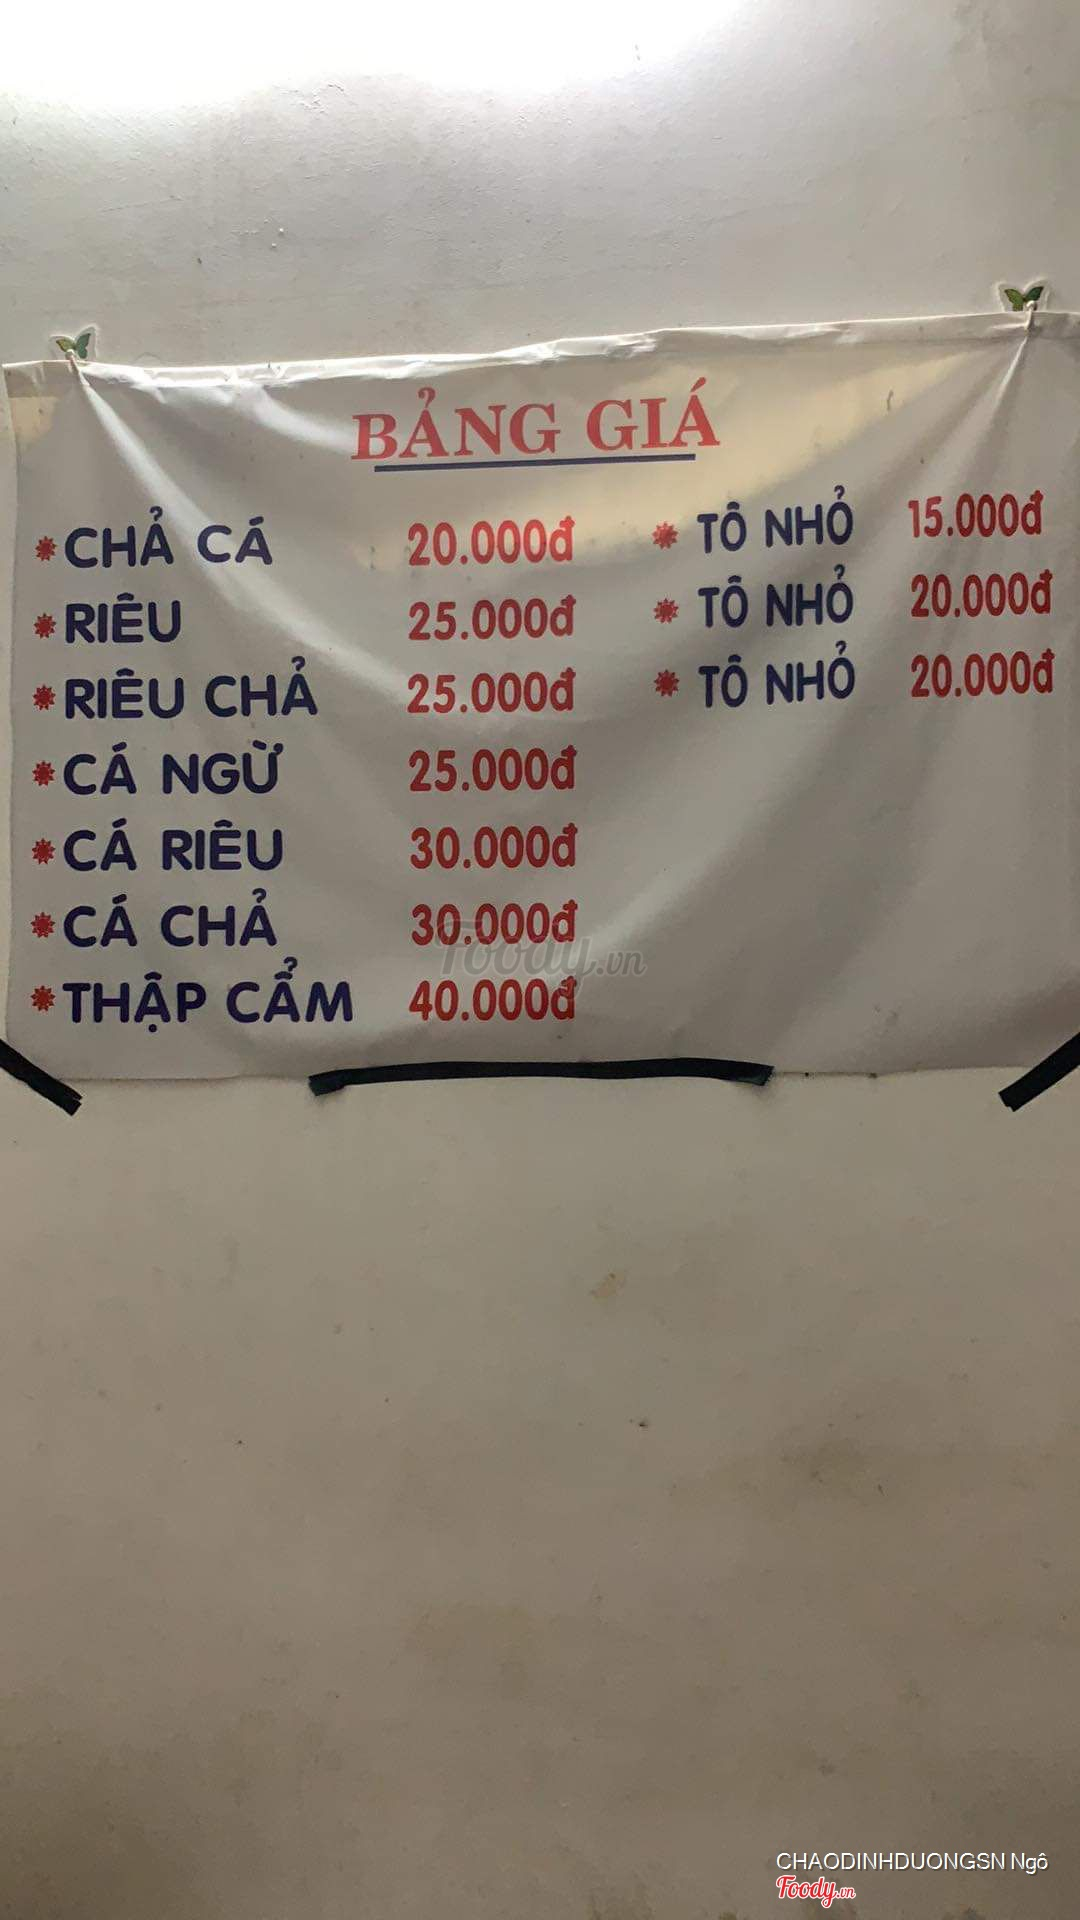 BẢNG GIÁ
CHẢ CÁ 20.000đ TÔ NHỎ 15.000đ
RIÊU 25.000đ TÔ NHỎ 20.000đ
RIÊU CHẢ 25.000đ TÔ NHỎ 20.000đ
CÁ NGỪ 25.000đ
CÁ RIÊU 30.000đ
CÁ CHẢ 30.000đ
THẬP CẨM 40.000đ
Foody.vn
CHAODINHDUONGSN Ngô
Foody.vn